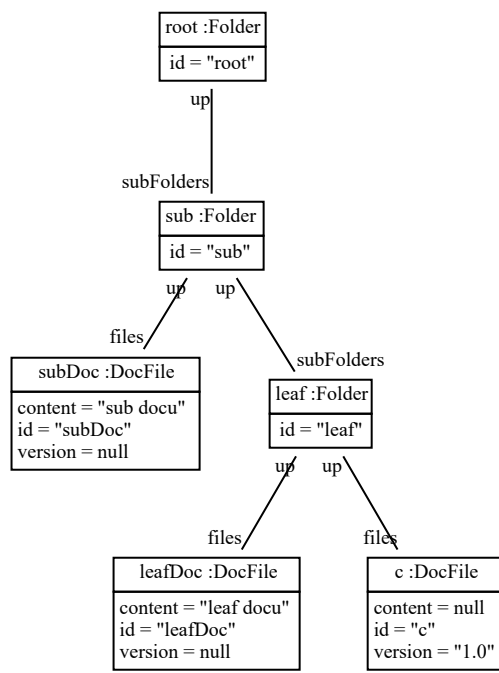 root :Folder
id = "root"
up
subFolders
sub :Folder
id = "sub"
up up
files
subFolders
subDoc :DocFile
content = "sub docu"
id = "subDoc"
version = null
leaf :Folder
id = "leaf"
up up
files files
leafDoc :DocFile
content = "leaf docu"
id = "leafDoc"
version = null
c :DocFile
content = null
id = "c"
version = "1.0"